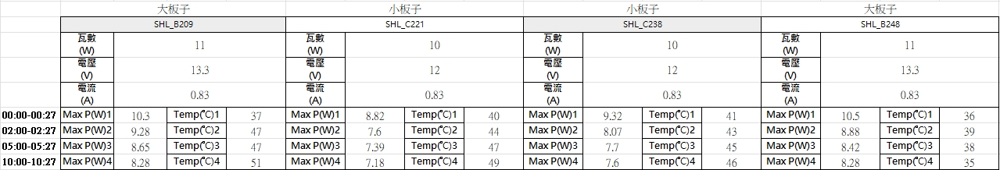 大板子 小板子 小板子 大板子
SHL_B209 SHL_C221 SHL_C238 SHL_B248
瓦數(W) 11 瓦數(W) 10 瓦數(W) 10 瓦數(W) 11
電壓(V) 13.3 電壓(V) 12 電壓(V) 12 電壓(V) 13.3
電流(A) 0.83 電流(A) 0.83 電流(A) 0.83 電流(A) 0.83
00:00-00:27 Max P(W)1 10.3 Temp(℃)1 37 Max P(W)1 8.82 Temp(℃)1 40 Max P(W)1 9.32 Temp(℃)1 41 Max P(W)1 10.5 Temp(℃)1 36
02:00-02:27 Max P(W)2 9.28 Temp(℃)2 47 Max P(W)2 7.6 Temp(℃)2 44 Max P(W)2 8.07 Temp(℃)2 43 Max P(W)2 8.88 Temp(℃)2 39
05:00-05:27 Max P(W)3 8.65 Temp(℃)3 47 Max P(W)3 7.39 Temp(℃)3 47 Max P(W)3 7.7 Temp(℃)3 45 Max P(W)3 8.42 Temp(℃)3 38
10:00-10:27 Max P(W)4 8.28 Temp(℃)4 51 Max P(W)4 7.18 Temp(℃)4 49 Max P(W)4 7.6 Temp(℃)4 46 Max P(W)4 8.28 Temp(℃)4 35